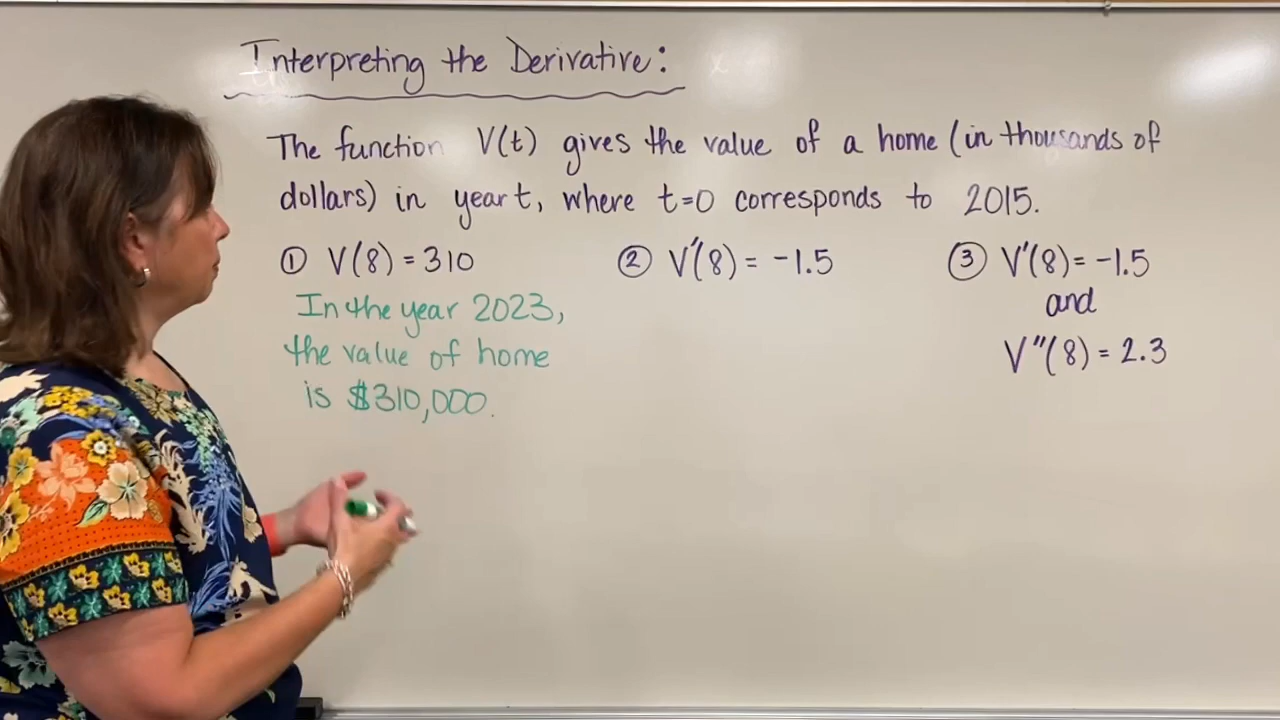 Interpreting the Derivative:
The function V(t) gives the value of a home (in thousands of
dollars) in year t, where t=0 corresponds to 2015.
① V(8) = 310
In the year 2023,
the value of home
is $310,000.
② V'(8) = -1.5
③ V'(8) = -1.5
and
V"(8) = 2.3